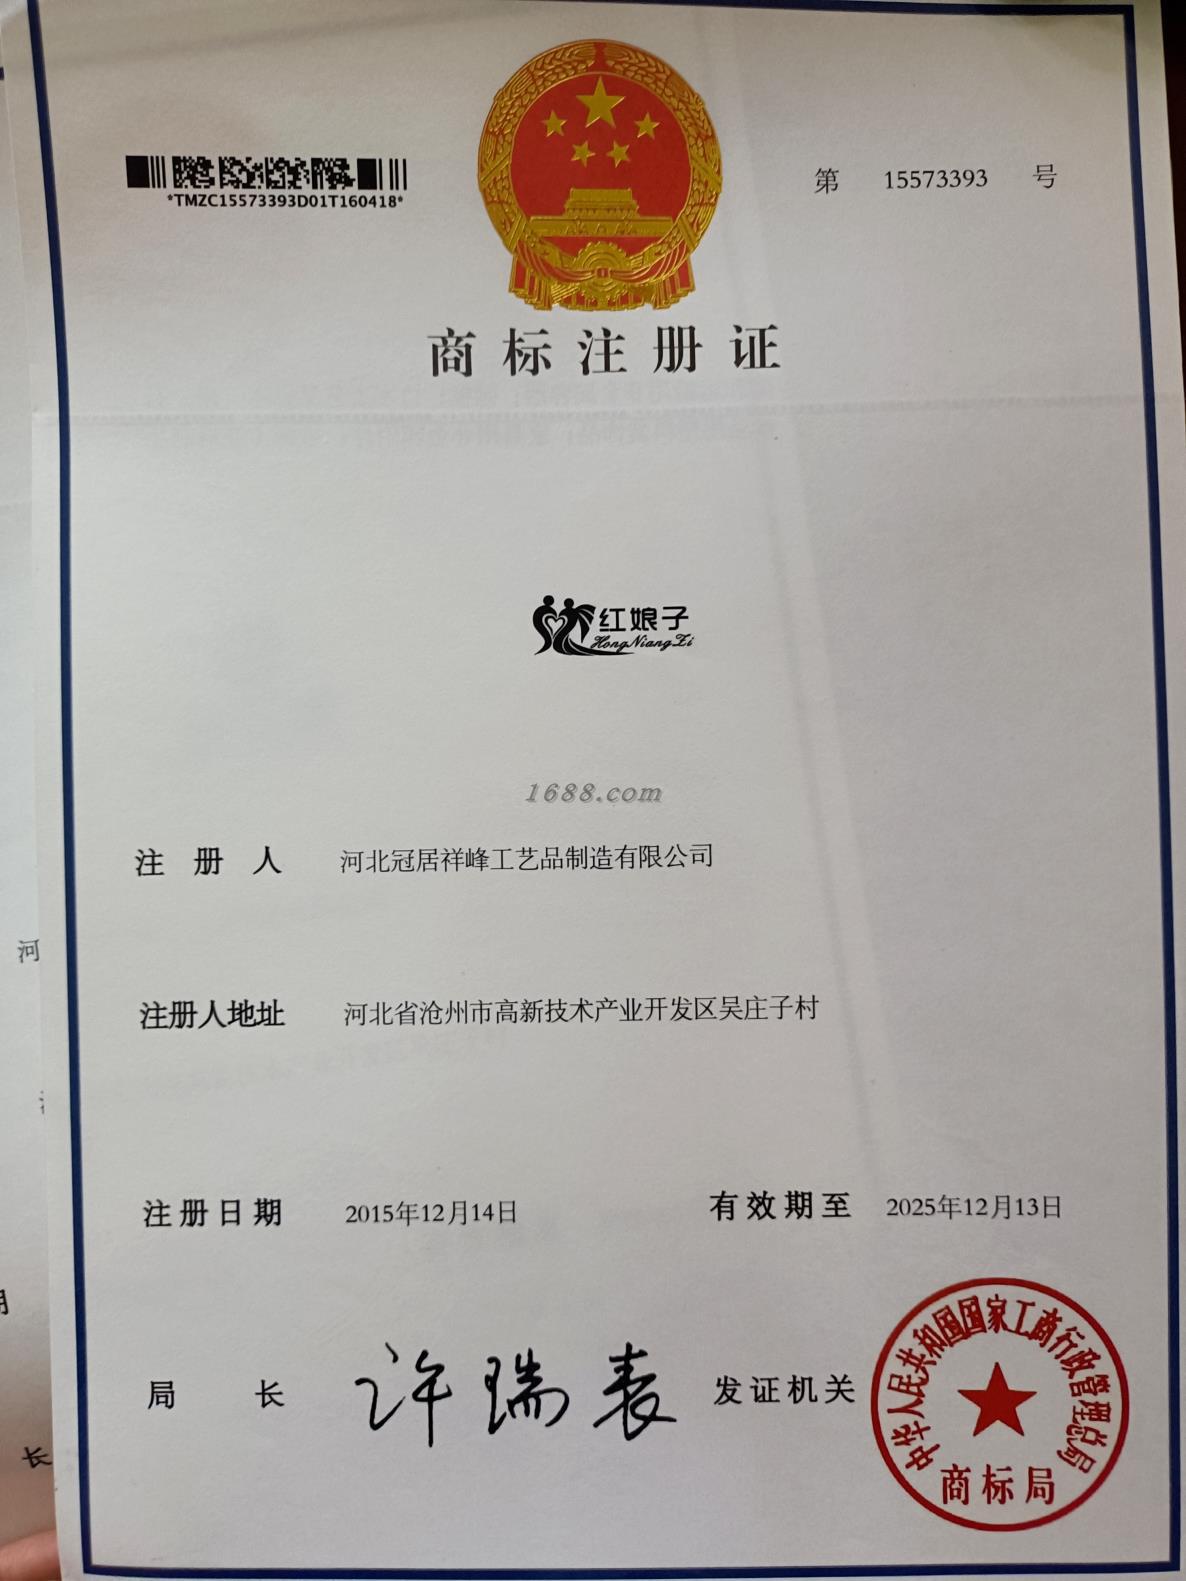 *TMZC15573393D01T160418*
第 15573393 号
商标注册证
红娘子
HongNiangZi
1688.com
注册人 河北冠居祥峰工艺品制造有限公司
注册人地址 河北省沧州市高新技术产业开发区吴庄子村
注册日期 2015年12月14日 有效期至 2025年12月13日
局长 许瑞表 发证机关
中华人民共和国国家工商行政管理总局
商标局
河
长